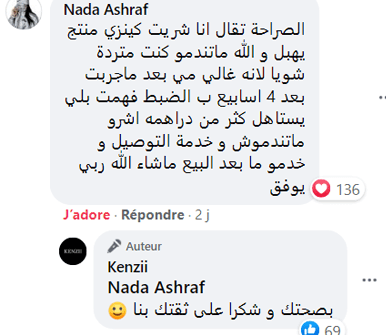 Nada Ashraf
الصراحة تقال انا شريت كينزي منتج
يهبل و الله ماتندمو كنت متردة
شويا لانه غالي مي بعد ماجربت
بعد 4 اسابيع ب الضبط فهمت بلي
يستاهل كثر من دراهمه اشرو
ماتندموش و خدمة التوصيل و
خدمو ما بعد البيع ماشاء الله ربي
يوفق
136
J'adore · Répondre · 2 j
KENZII
Auteur
Kenzii
Nada Ashraf
بصحتك و شكرا على ثقتك بنا 🙂
69